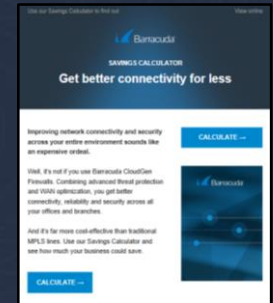 Use our Savings Calculator to find out
View online
Barracuda
SAVINGS CALCULATOR
Get better connectivity for less
Improving network connectivity and security
across your entire environment sounds like
an expensive ordeal.
CALCULATE →
Well, it's not if you use Barracuda CloudGen
Firewalls. Combining advanced threat protection
and WAN optimization, you get better
connectivity, reliability and security across all
your offices and branches.
Barracuda
And it's far more cost-effective than traditional
MPLS lines. Use our Savings Calculator and
see how much your business could save.
CALCULATE →